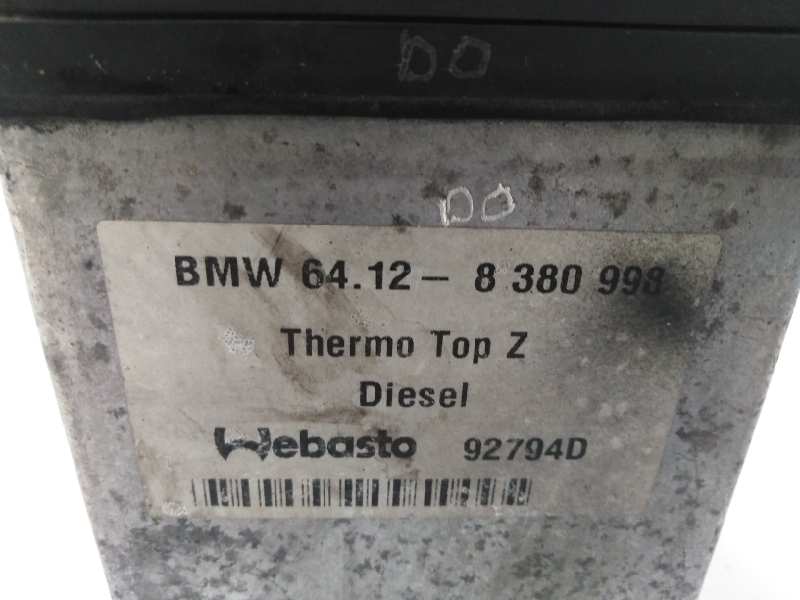 DO
DO
BMW 64.12- 8 380 998
Thermo Top Z
Diesel
Webasto 92794D